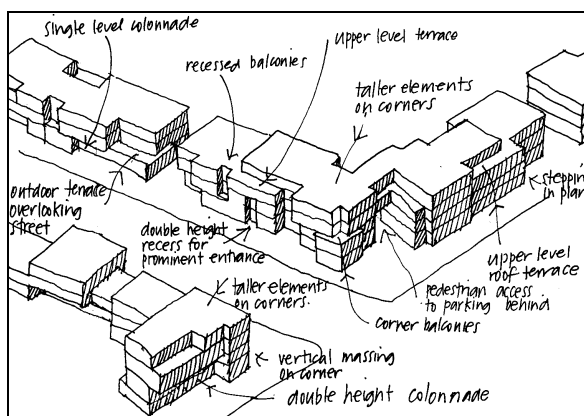 single level colonnade
recessed balconies
upper level terrace
taller elements
on corners
outdoor terrace
overlooking
street
double height
recess for
prominent entrance
stepping
in plan
upper level
roof terrace
pedestrian access
to parking behind
corner balconies
taller elements
on corners.
vertical massing
on corner
double height colonnade